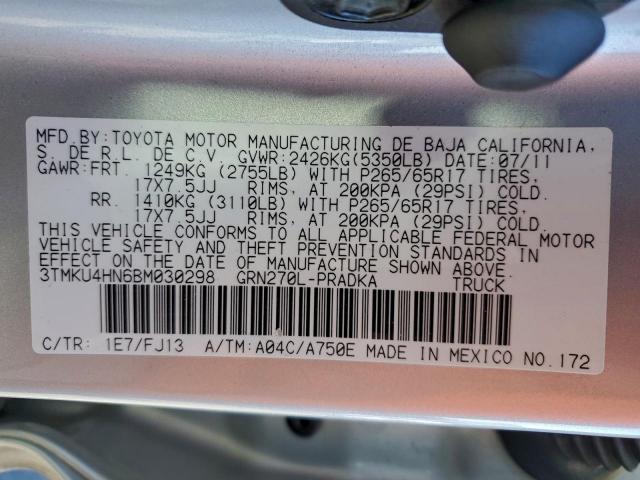 MFD.BY:TOYOTA MOTOR MANUFACTURING DE BAJA CALIFORNIA,
S. DE R.L. DE C.V. GVWR:2426KG(5350LB) DATE:07/11
GAWR:FRT. 1249KG (2755LB) WITH P265/65R17 TIRES,
17X7.5JJ RIMS, AT 200KPA (29PSI) COLD.
RR. 1410KG (3110LB) WITH P265/65R17 TIRES,
17X7.5JJ RIMS, AT 200KPA (29PSI) COLD.
THIS VEHICLE CONFORMS TO ALL APPLICABLE FEDERAL MOTOR
VEHICLE SAFETY AND THEFT PREVENTION STANDARDS IN
EFFECT ON THE DATE OF MANUFACTURE SHOWN ABOVE.
3TMKU4HN6BM030298 GRN270L-PRADKA TRUCK
C/TR: 1E7/FJ13 A/TM:A04C/A750E MADE IN MEXICO NO.172